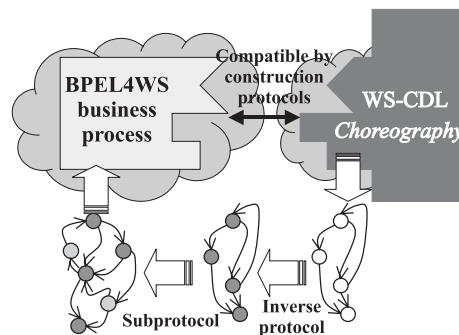 Compatible by
construction
protocols
BPEL4WS
business
process
WS-CDL
Choreography
Subprotocol
Inverse
protocol